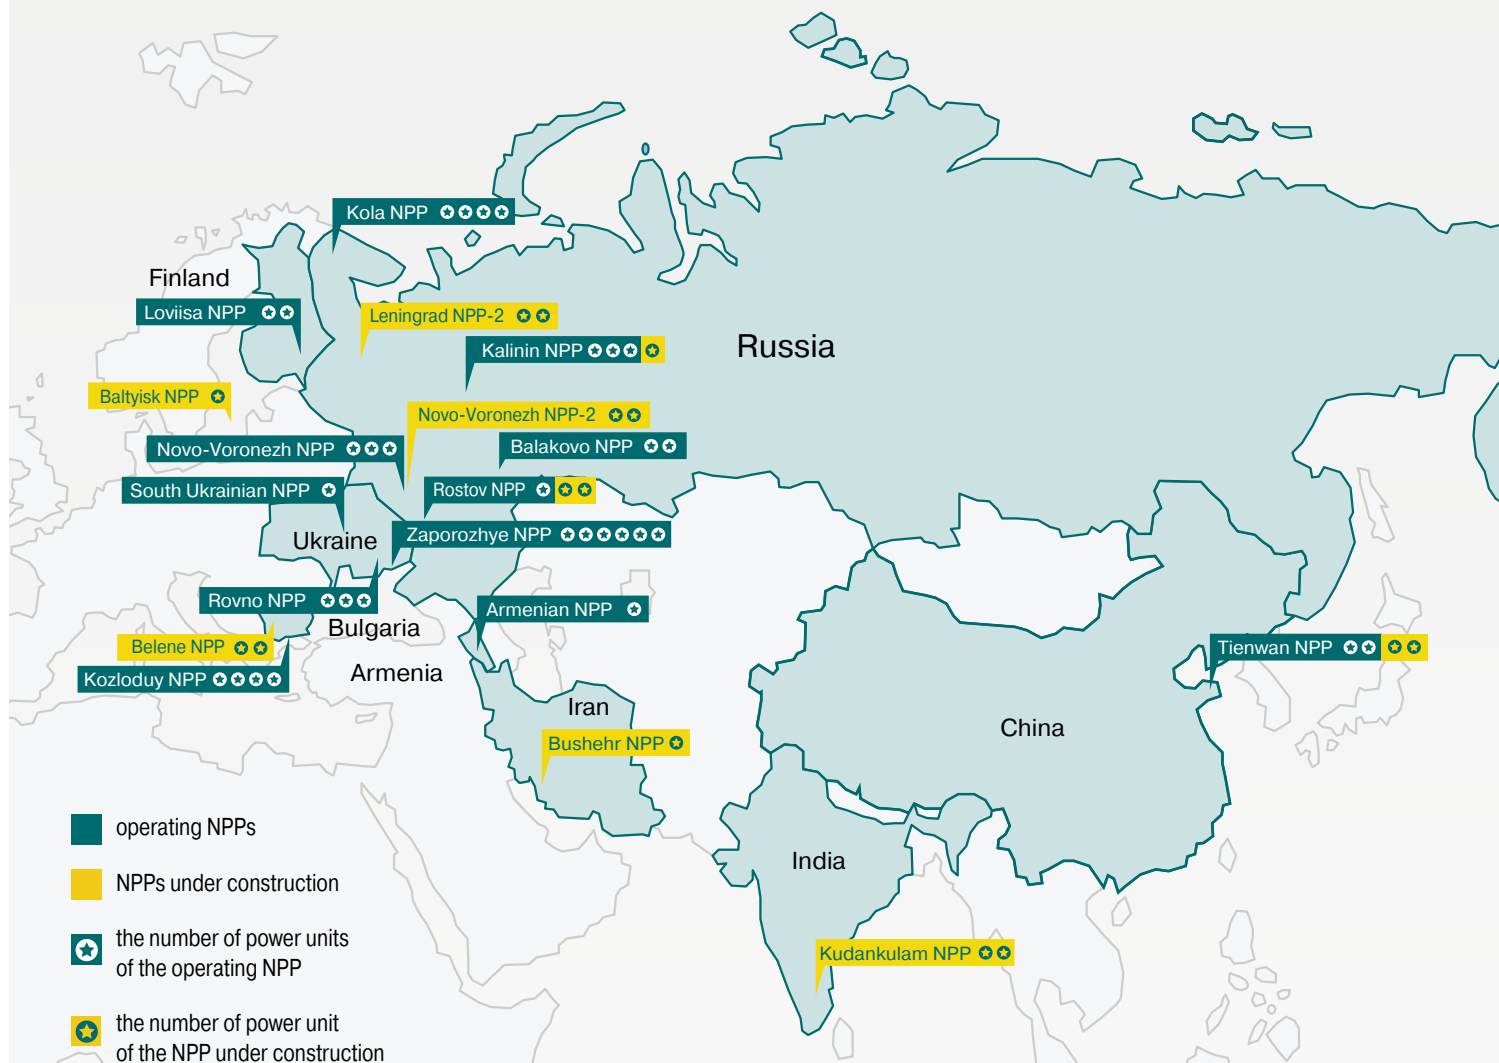 Kola NPP
Finland
Loviisa NPP
Leningrad NPP-2
Kalinin NPP
Russia
Baltyisk NPP
Novo-Voronezh NPP-2
Novo-Voronezh NPP
Balakovo NPP
South Ukrainian NPP
Rostov NPP
Ukraine
Zaporozhye NPP
Rovno NPP
Armenian NPP
Bulgaria
Belene NPP
Tienwan NPP
Kozloduy NPP
Armenia
Iran
China
Bushehr NPP
operating NPPs
India
NPPs under construction
the number of power units
of the operating NPP
Kudankulam NPP
the number of power unit
of the NPP under construction